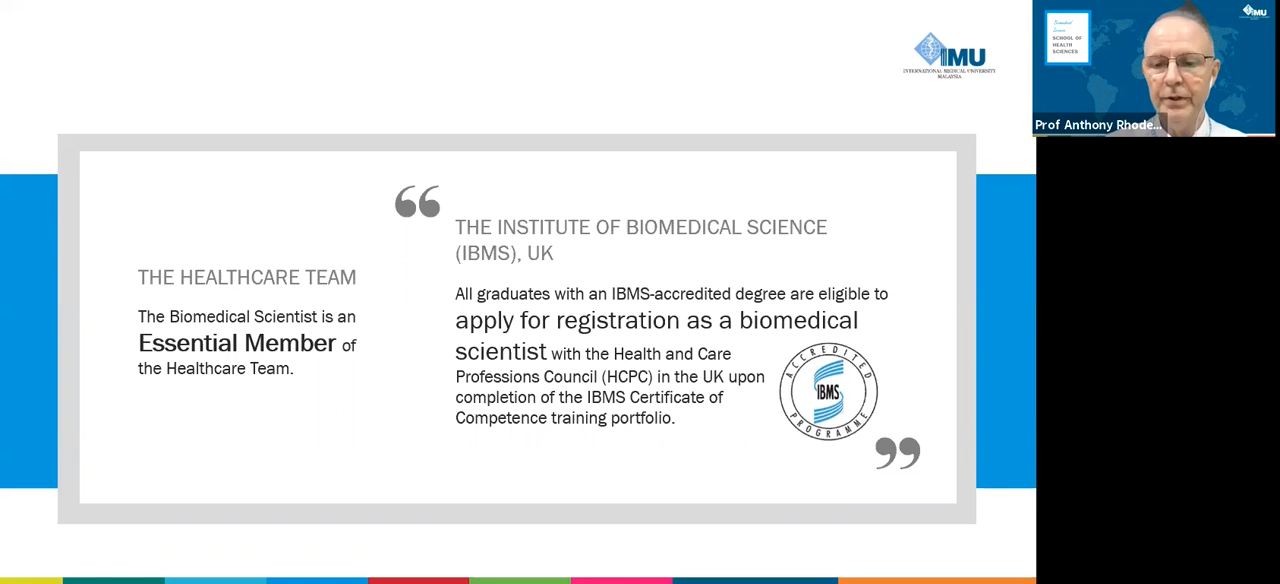 IMU
INTERNATIONAL MEDICAL UNIVERSITY
MALAYSIA
THE HEALTHCARE TEAM
The Biomedical Scientist is an
Essential Member of
the Healthcare Team.
“
THE INSTITUTE OF BIOMEDICAL SCIENCE
(IBMS), UK
All graduates with an IBMS-accredited degree are eligible to
apply for registration as a biomedical
scientist with the Health and Care
Professions Council (HCPC) in the UK upon
completion of the IBMS Certificate of
Competence training portfolio.
”
ACCREDITED
IBMS
PROGRAMME
Biomedical
Science
SCHOOL OF
HEALTH
SCIENCES
IMU
Prof Anthony Rhode...